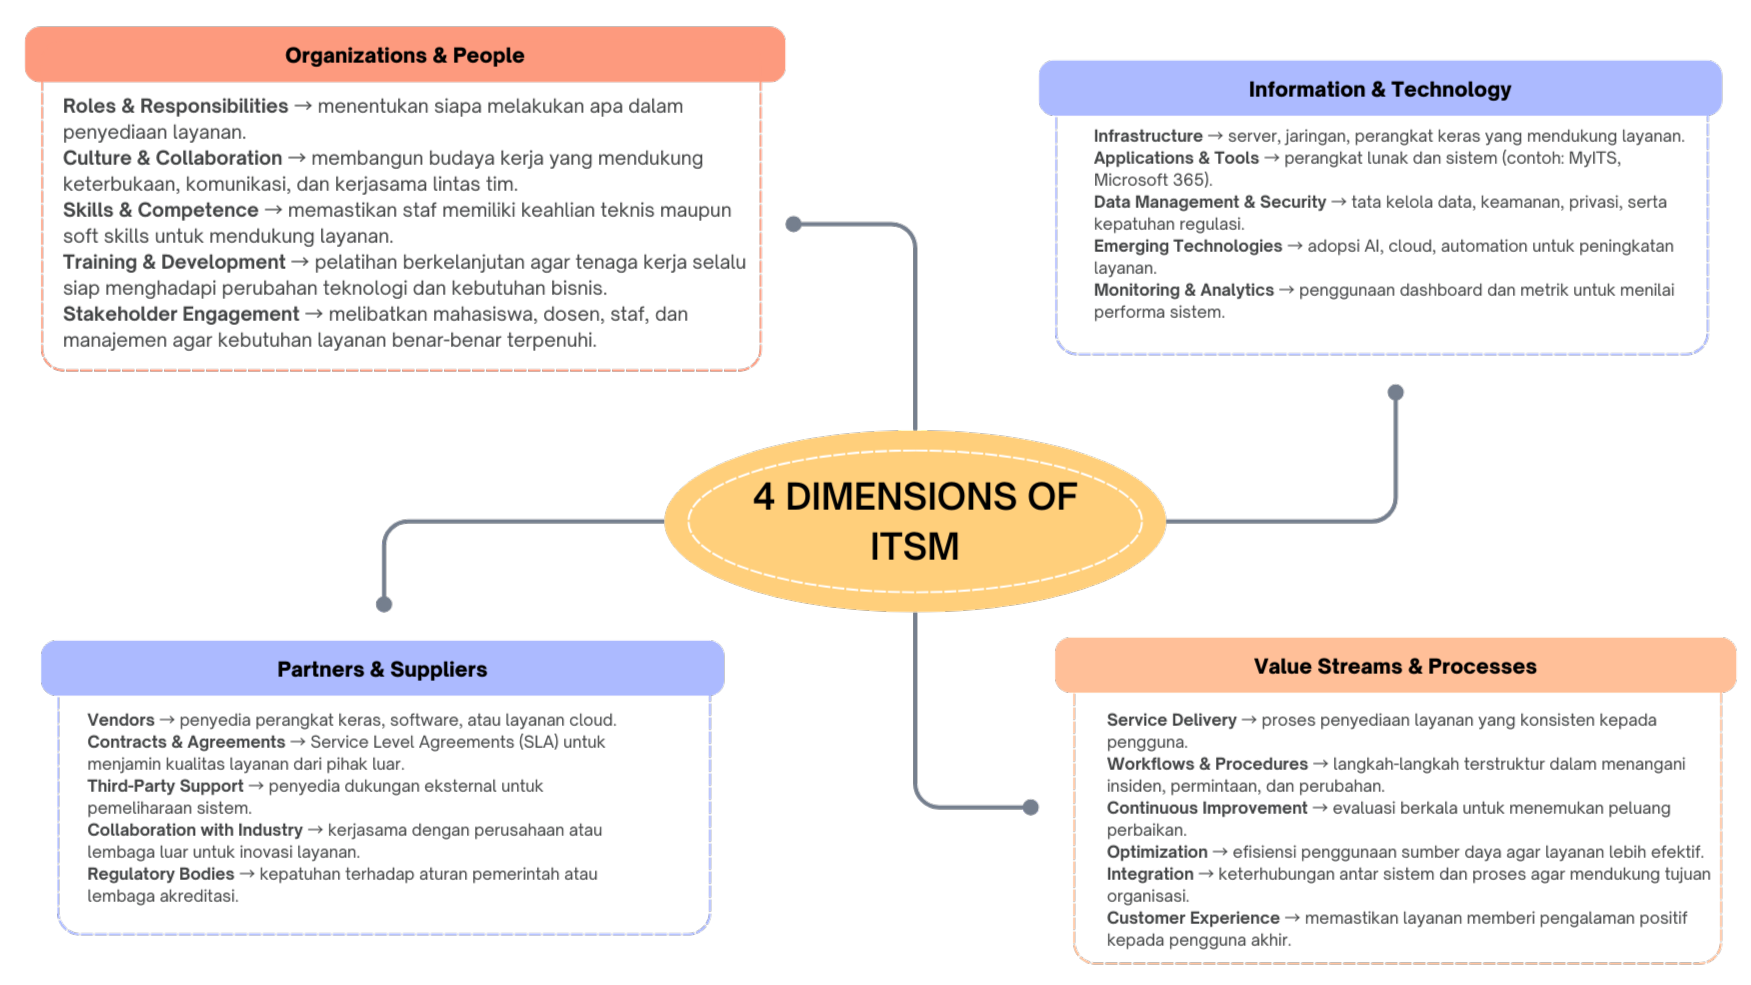 Organizations & People
Roles & Responsibilities → menentukan siapa melakukan apa dalam
penyediaan layanan.
Culture & Collaboration → membangun budaya kerja yang mendukung
keterbukaan, komunikasi, dan kerjasama lintas tim.
Skills & Competence → memastikan staf memiliki keahlian teknis maupun
soft skills untuk mendukung layanan.
Training & Development → pelatihan berkelanjutan agar tenaga kerja selalu
siap menghadapi perubahan teknologi dan kebutuhan bisnis.
Stakeholder Engagement → melibatkan mahasiswa, dosen, staf, dan
manajemen agar kebutuhan layanan benar-benar terpenuhi.
Information & Technology
Infrastructure → server, jaringan, perangkat keras yang mendukung layanan.
Applications & Tools → perangkat lunak dan sistem (contoh: MyITS,
Microsoft 365).
Data Management & Security → tata kelola data, keamanan, privasi, serta
kepatuhan regulasi.
Emerging Technologies → adopsi AI, cloud, automation untuk peningkatan
layanan.
Monitoring & Analytics → penggunaan dashboard dan metrik untuk menilai
performa sistem.
4 DIMENSIONS OF
ITSM
Partners & Suppliers
Vendors → penyedia perangkat keras, software, atau layanan cloud.
Contracts & Agreements → Service Level Agreements (SLA) untuk
menjamin kualitas layanan dari pihak luar.
Third-Party Support → penyedia dukungan eksternal untuk
pemeliharaan sistem.
Collaboration with Industry → kerjasama dengan perusahaan atau
lembaga luar untuk inovasi layanan.
Regulatory Bodies → kepatuhan terhadap aturan pemerintah atau
lembaga akreditasi.
Value Streams & Processes
Service Delivery → proses penyediaan layanan yang konsisten kepada
pengguna.
Workflows & Procedures → langkah-langkah terstruktur dalam menangani
insiden, permintaan, dan perubahan.
Continuous Improvement → evaluasi berkala untuk menemukan peluang
perbaikan.
Optimization → efisiensi penggunaan sumber daya agar layanan lebih efektif.
Integration → keterhubungan antar sistem dan proses agar mendukung tujuan
organisasi.
Customer Experience → memastikan layanan memberi pengalaman positif
kepada pengguna akhir.